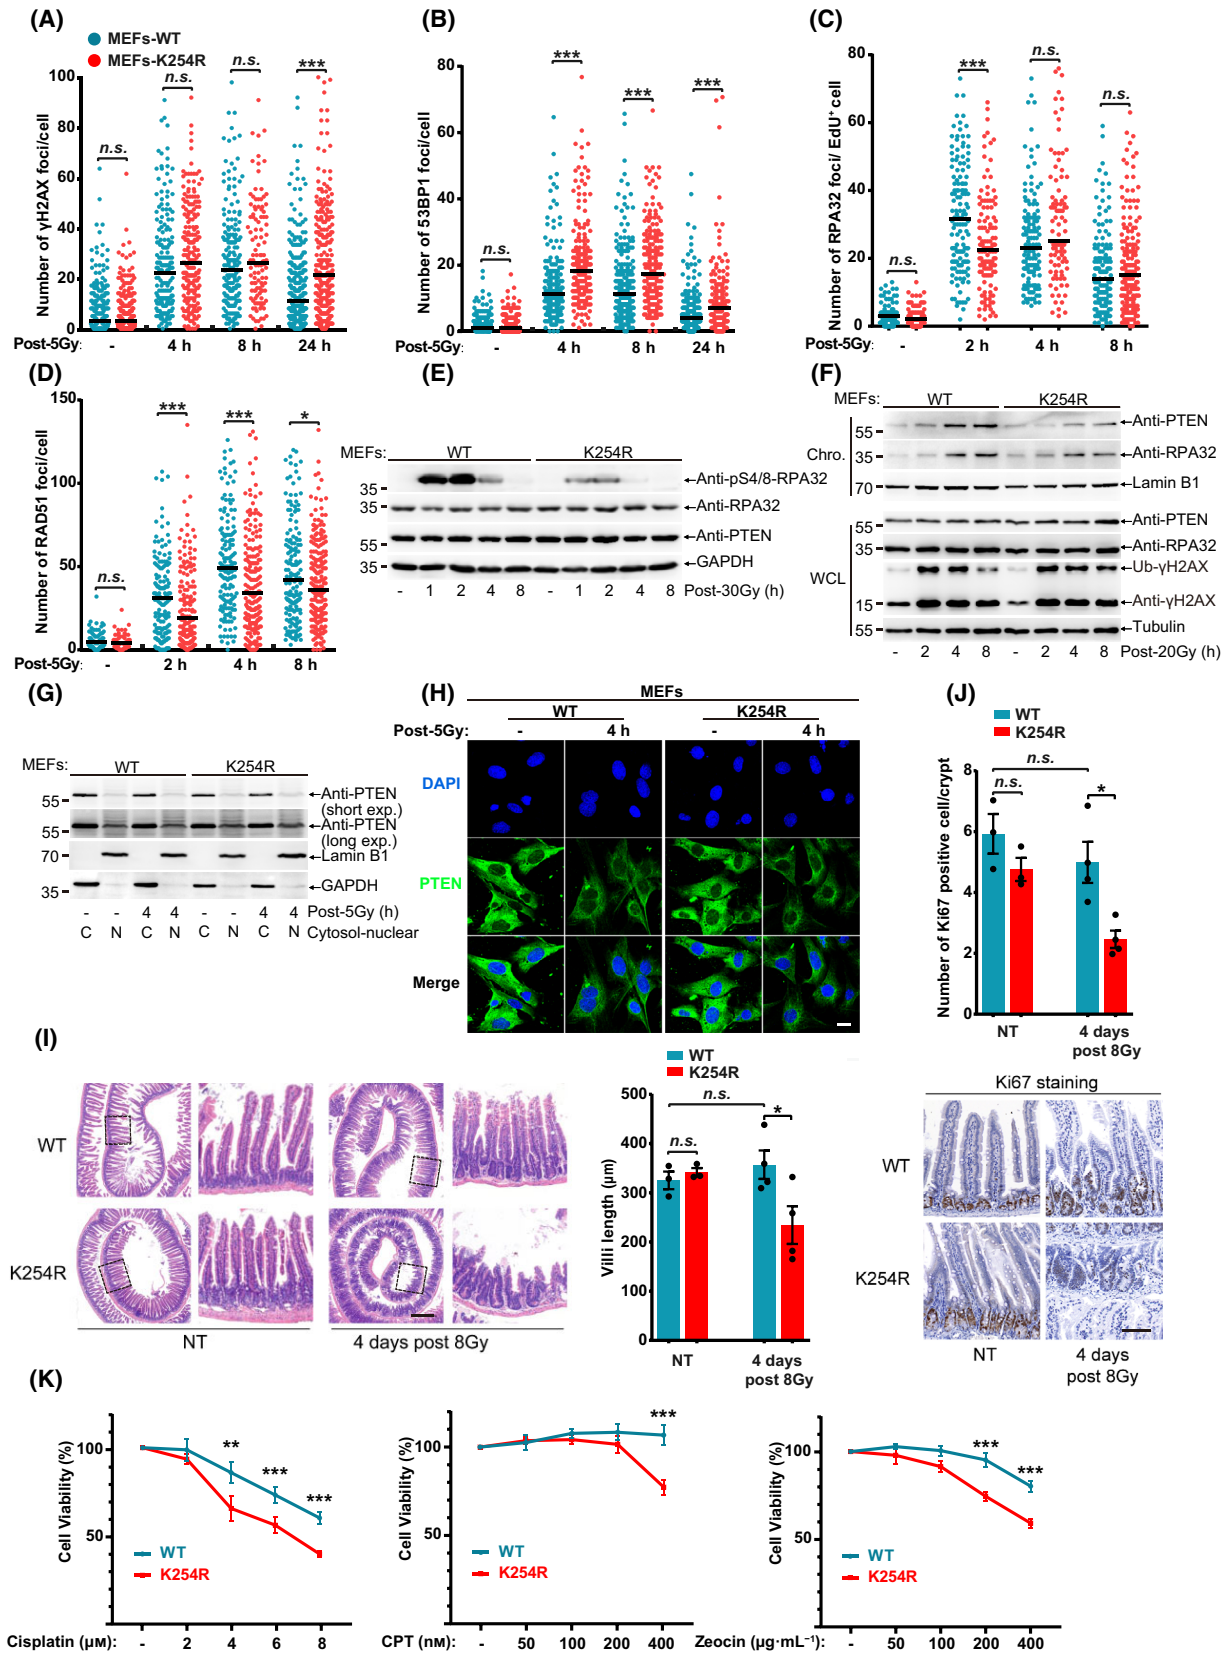 (A)
MEFs-WT
MEFs-K254R
Number of γH2AX foci/cell
100
80
60
40
20
0
n.s.
n.s.
n.s.
***
Post-5Gy:
-
4 h
8 h
24 h
(B)
Number of 53BP1 foci/cell
80
60
40
20
0
n.s.
***
***
***
Post-5Gy:
-
4 h
8 h
24 h
(C)
Number of RPA32 foci/ EdU⁺ cell
80
60
40
20
0
n.s.
***
n.s.
n.s.
Post-5Gy:
-
2 h
4 h
8 h
(D)
Number of RAD51 foci/cell
150
100
50
0
n.s.
***
***
*
Post-5Gy:
-
2 h
4 h
8 h
(E)
MEFs: WT K254R
35 Anti-pS4/8-RPA32
35 Anti-RPA32
55 Anti-PTEN
35 GAPDH
- 1 2 4 8 - 1 2 4 8 Post-30Gy (h)
(F)
MEFs: WT K254R
Chro.
55 Anti-PTEN
35 Anti-RPA32
70 Lamin B1
WCL
55 Anti-PTEN
35 Anti-RPA32
Ub-γH2AX
15 Anti-γH2AX
55 Tubulin
- 2 4 8 - 2 4 8 Post-20Gy (h)
(G)
MEFs: WT K254R
55 Anti-PTEN
(short exp.)
55 Anti-PTEN
(long exp.)
70 Lamin B1
35 GAPDH
- - 4 4 - - 4 4 Post-5Gy (h)
C N C N C N C N Cytosol-nuclear
(H)
MEFs
WT K254R
Post-5Gy: - 4 h - 4 h
DAPI
PTEN
Merge
(J)
WT
K254R
Number of Ki67 positive cell/crypt
8
6
4
2
0
n.s.
n.s.
*
NT
4 days
post 8Gy
Ki67 staining
WT
K254R
NT
4 days
post 8Gy
(I)
WT
K254R
NT
4 days post 8Gy
WT
K254R
Villi length (μm)
500
400
300
200
100
0
n.s.
n.s.
*
NT
4 days
post 8Gy
(K)
Cell Viability (%)
100
50
**
***
***
WT
K254R
Cisplatin (μM): - 2 4 6 8
Cell Viability (%)
100
50
***
WT
K254R
CPT (nM): - 50 100 200 400
Cell Viability (%)
100
50
***
***
WT
K254R
Zeocin (μg·mL⁻¹) - 50 100 200 400